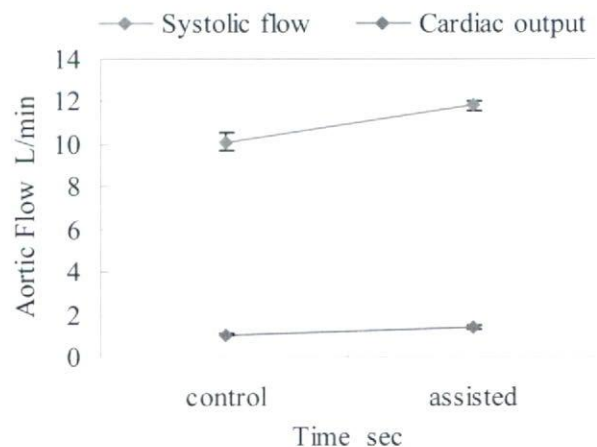 Systolic flow Cardiac output
14
12
10
8
6
4
2
0
Aortic Flow L/min
control assisted
Time sec